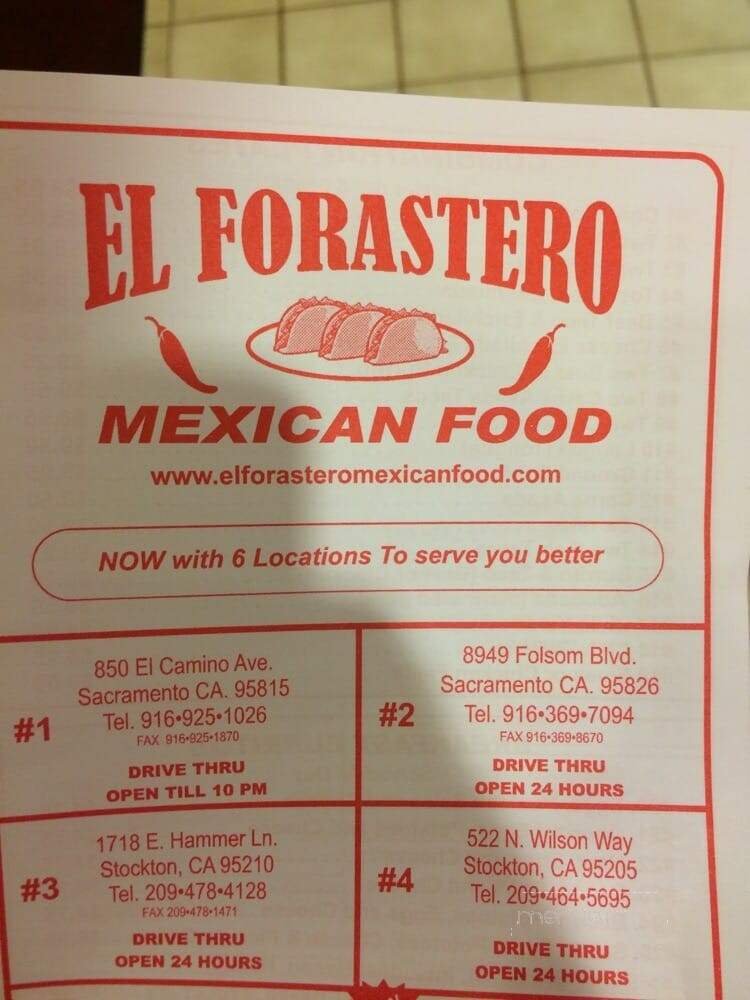 EL FORASTERO
MEXICAN FOOD
www.elforasteromexicanfood.com
NOW with 6 Locations To serve you better
#1
850 El Camino Ave.
Sacramento CA. 95815
Tel. 916•925•1026
FAX 916•925•1870
DRIVE THRU
OPEN TILL 10 PM
#2
8949 Folsom Blvd.
Sacramento CA. 95826
Tel. 916•369•7094
FAX 916•369•8670
DRIVE THRU
OPEN 24 HOURS
#3
1718 E. Hammer Ln.
Stockton, CA 95210
Tel. 209•478•4128
FAX 209•478•1471
DRIVE THRU
OPEN 24 HOURS
#4
522 N. Wilson Way
Stockton, CA 95205
Tel. 209•464•5695
DRIVE THRU
OPEN 24 HOURS